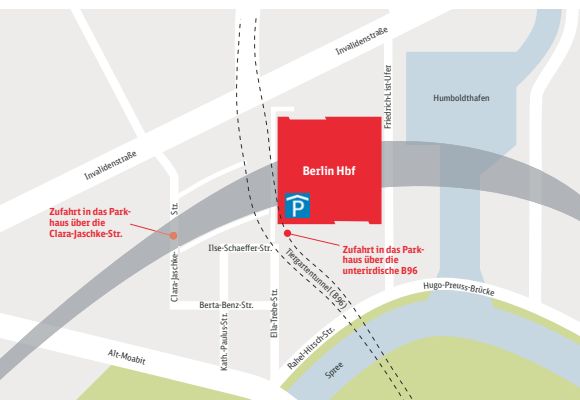 Invalidenstraße
Friedrich-List-Ufer
Humboldthafen
Invalidenstraße
Berlin Hbf
P
Zufahrt in das Park-
haus über die
Clara-Jaschke-Str.
Clara-Jaschke- Str.
Ilse-Schaeffer-Str.
Zufahrt in das Park-
haus über die
unterirdische B96
Tiergartentunnel (B96)
Hugo-Preuss-Brücke
Berta-Benz-Str.
Ella-Trebe-Str.
Kath.-Paulus-Str.
Rahel-Hirsch-Str.
Alt-Moabit
Spree